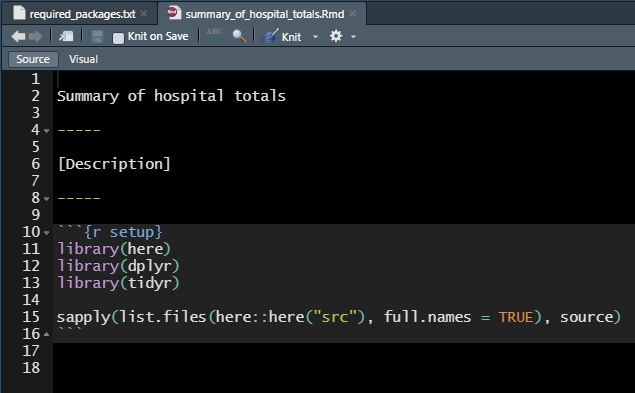 required_packages.txt summary_of_hospital_totals.Rmd
Knit on Save ABC Knit
Source Visual
1
2 Summary of hospital totals
3
4 -----
5
6 [Description]
7
8 -----
9
10 ```{r setup}
11 library(here)
12 library(dplyr)
13 library(tidyr)
14
15 sapply(list.files(here::here("src"), full.names = TRUE), source)
16 ```
17
18